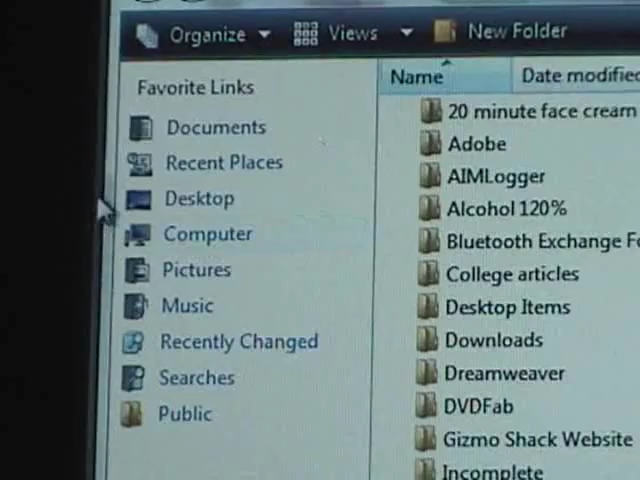 Organize Views New Folder
Favorite Links
Documents
Recent Places
Desktop
Computer
Pictures
Music
Recently Changed
Searches
Public
Name Date modified
20 minute face cream
Adobe
AIMLogger
Alcohol 120%
Bluetooth Exchange Fo
College articles
Desktop Items
Downloads
Dreamweaver
DVDFab
Gizmo Shack Website
Incomplete